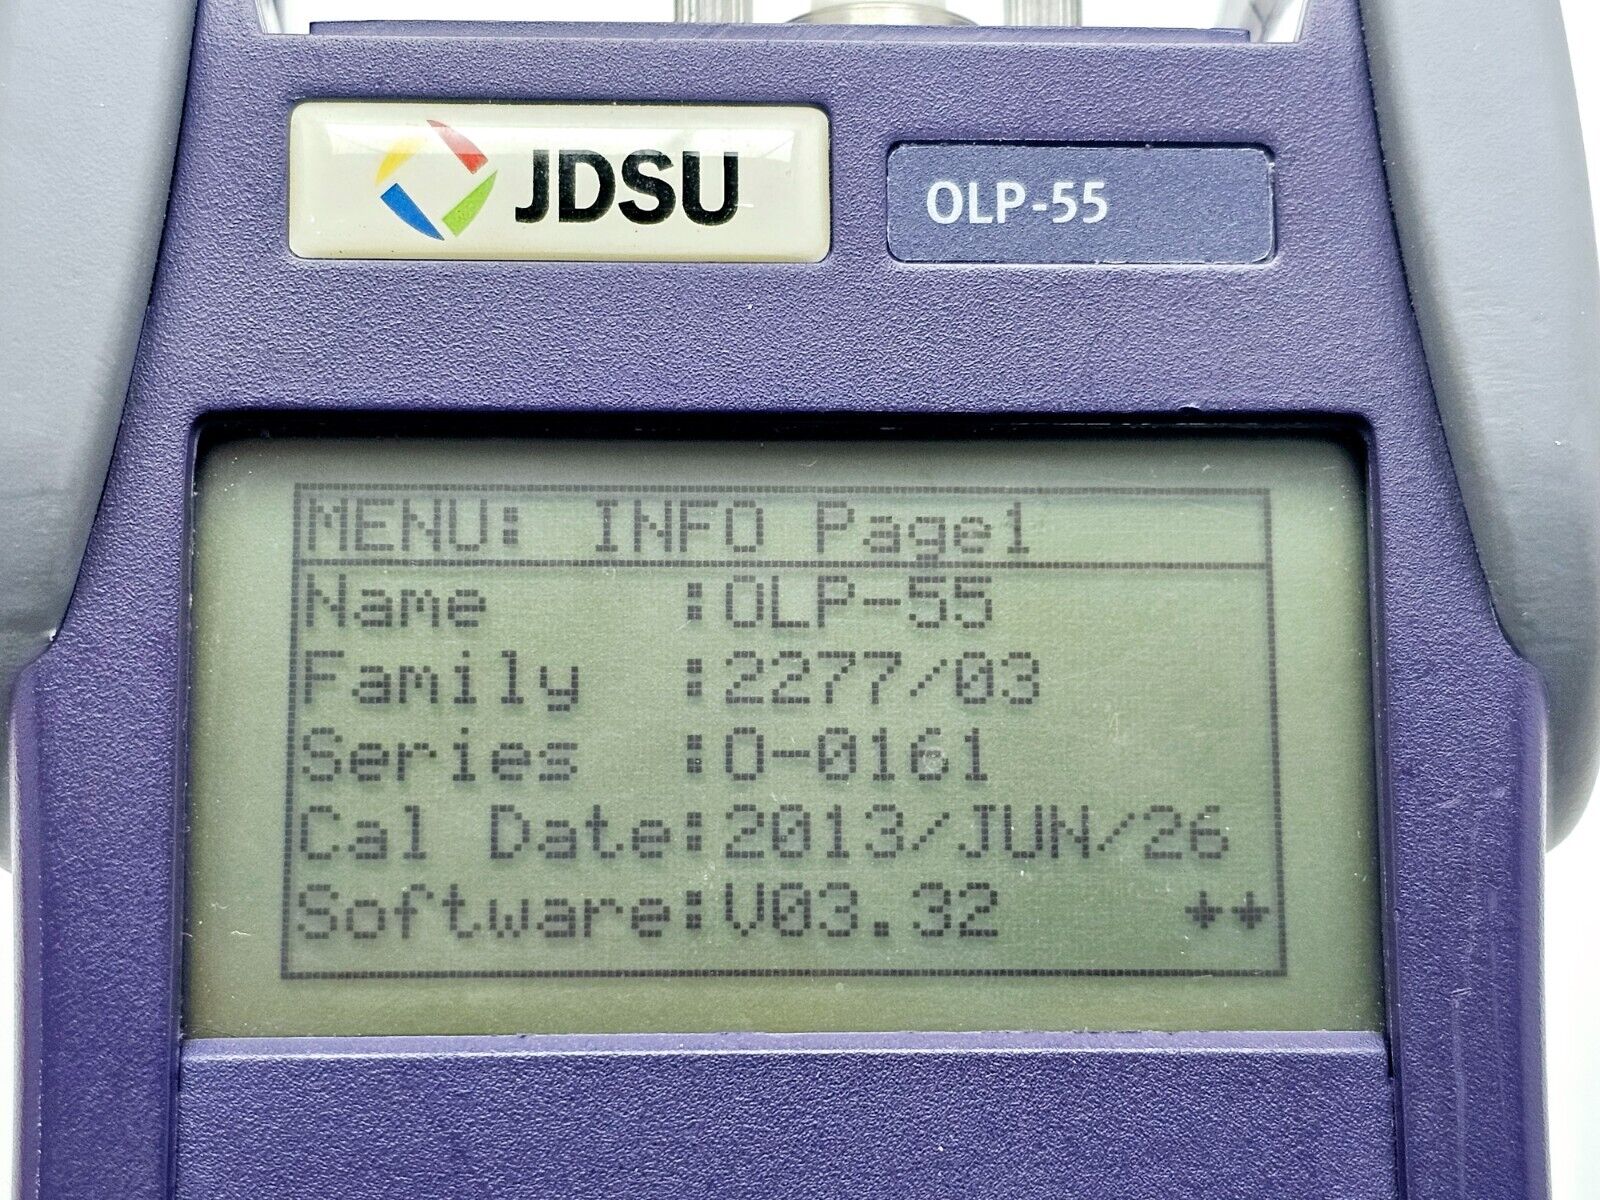 JDSU
OLP-55
MENU: INFO Page1
Name :OLP-55
Family :2277/03
Series :O-0161
Cal Date:2013/JUN/26
Software:V03.32